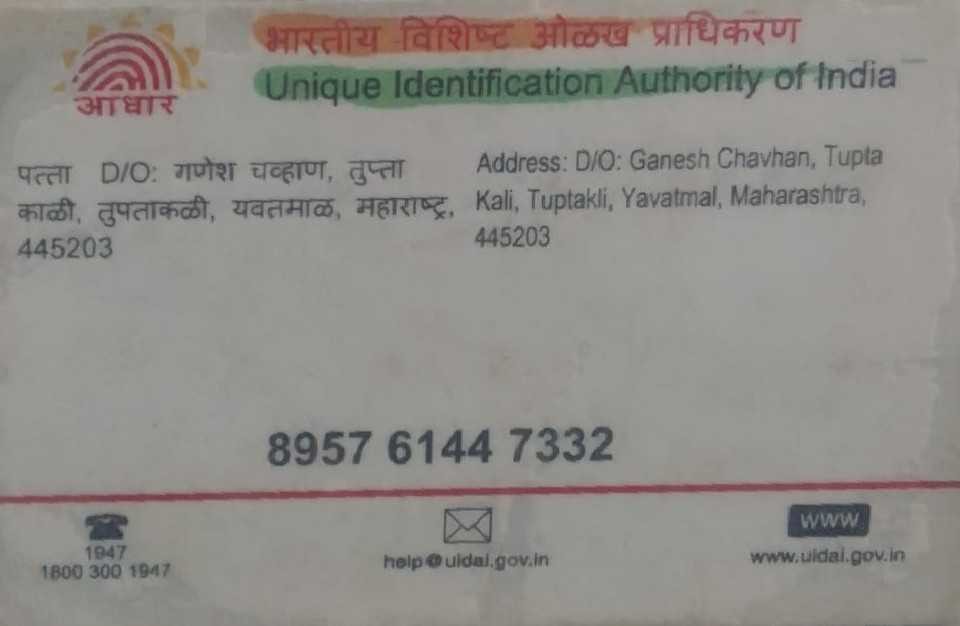 भारतीय विशिष्ट ओळख प्राधिकरण
Unique Identification Authority of India
आधार
पत्ता D/O: गणेश चव्हाण, तुप्ता
काळी, तुपताकळी, यवतमाळ, महाराष्ट्र,
445203
Address: D/O: Ganesh Chavhan, Tupta
Kali, Tuptakli, Yavatmal, Maharashtra,
445203
8957 6144 7332
1947
1800 300 1947
help@uidai.gov.in
www
www.uidai.gov.in